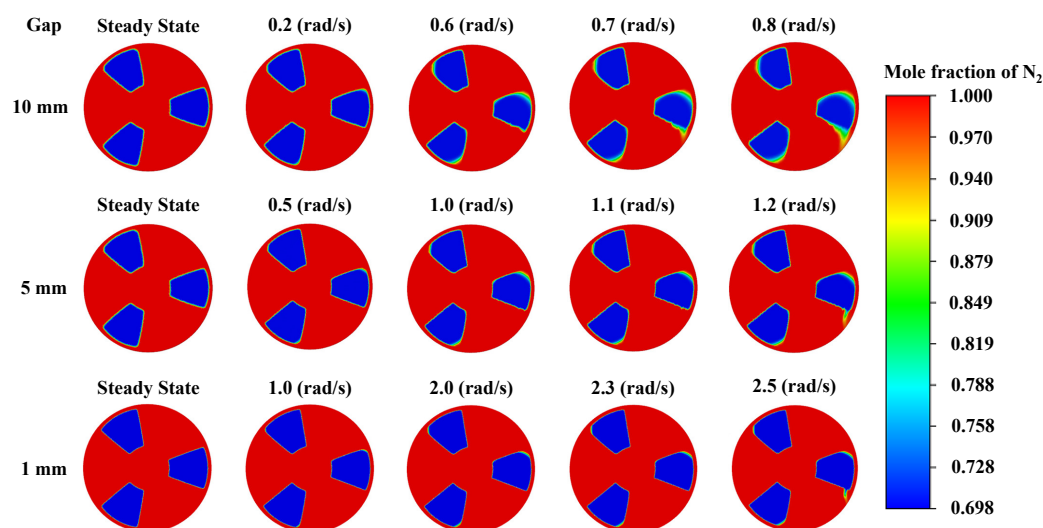 Gap Steady State 0.2 (rad/s) 0.6 (rad/s) 0.7 (rad/s) 0.8 (rad/s)
10 mm
Steady State 0.5 (rad/s) 1.0 (rad/s) 1.1 (rad/s) 1.2 (rad/s)
5 mm
Steady State 1.0 (rad/s) 2.0 (rad/s) 2.3 (rad/s) 2.5 (rad/s)
1 mm
Mole fraction of N₂
1.000
0.970
0.940
0.909
0.879
0.849
0.819
0.788
0.758
0.728
0.698